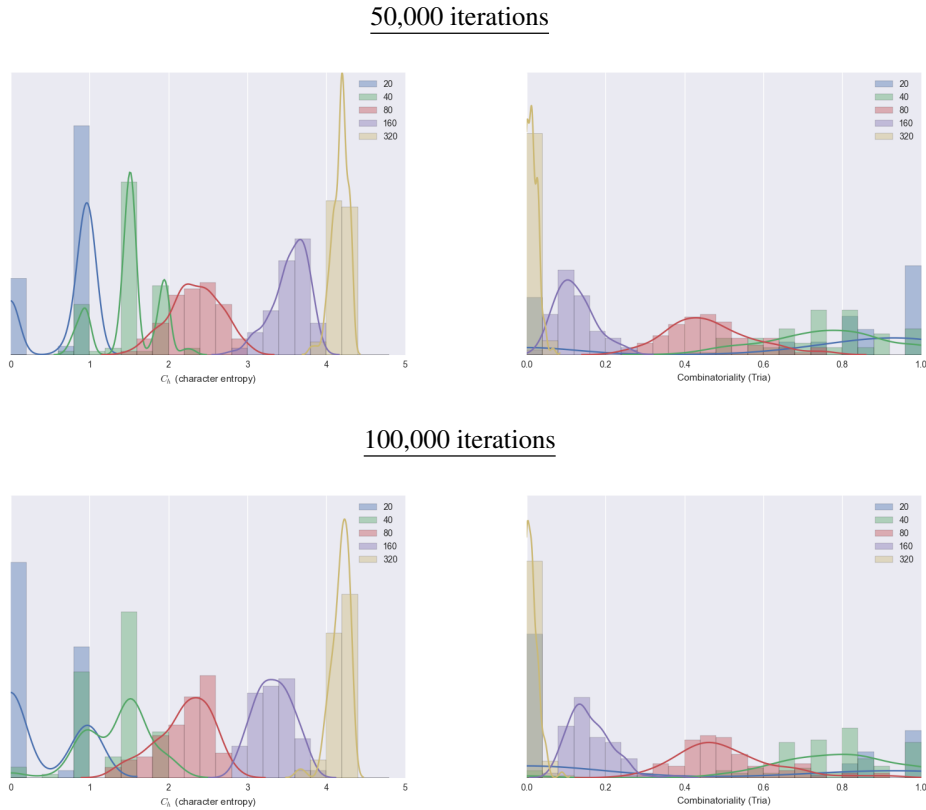 50,000 iterations
20
40
80
160
320
0 1 2 3 4 5
C_h (character entropy)
20
40
80
160
320
0.0 0.2 0.4 0.6 0.8 1.0
Combinatoriality (Tria)
100,000 iterations
20
40
80
160
320
0 1 2 3 4 5
C_h (character entropy)
20
40
80
160
320
0.0 0.2 0.4 0.6 0.8 1.0
Combinatoriality (Tria)